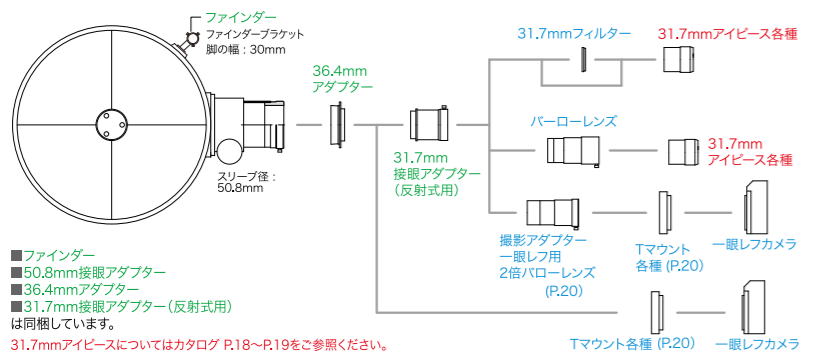 ファインダー
ファインダーブラケット
脚の幅：30mm
36.4mm
アダプター
スリーブ径：
50.8mm
31.7mm
接眼アダプター
（反射式用）
31.7mmフィルター
31.7mmアイピース各種
バーローレンズ
31.7mm
アイピース各種
撮影アダプター
一眼レフ用
2倍バローレンズ
(P.20)
Tマウント
各種 (P.20)
一眼レフカメラ
Tマウント各種 (P.20)
一眼レフカメラ
■ファインダー
■50.8mm接眼アダプター
■36.4mmアダプター
■31.7mm接眼アダプター（反射式用）
は同梱しています。
31.7mmアイピースについてはカタログ P.18〜P.19をご参照ください。